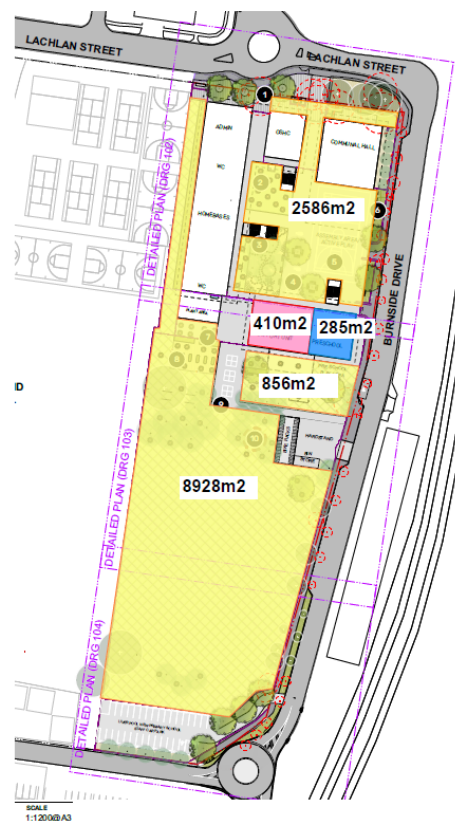 LACHLAN STREET
LACHLAN STREET
1
ADMIN
OSHC
COMMUNAL HALL
WC
DETAILED PLAN (DRG 102)
2586m2
HOMEBASES
BURNSIDE DRIVE
WC
410m2
285m2
856m2
DETAILED PLAN (DRG 103)
8928m2
DETAILED PLAN (DRG 104)
SCALE
1:1200@A3